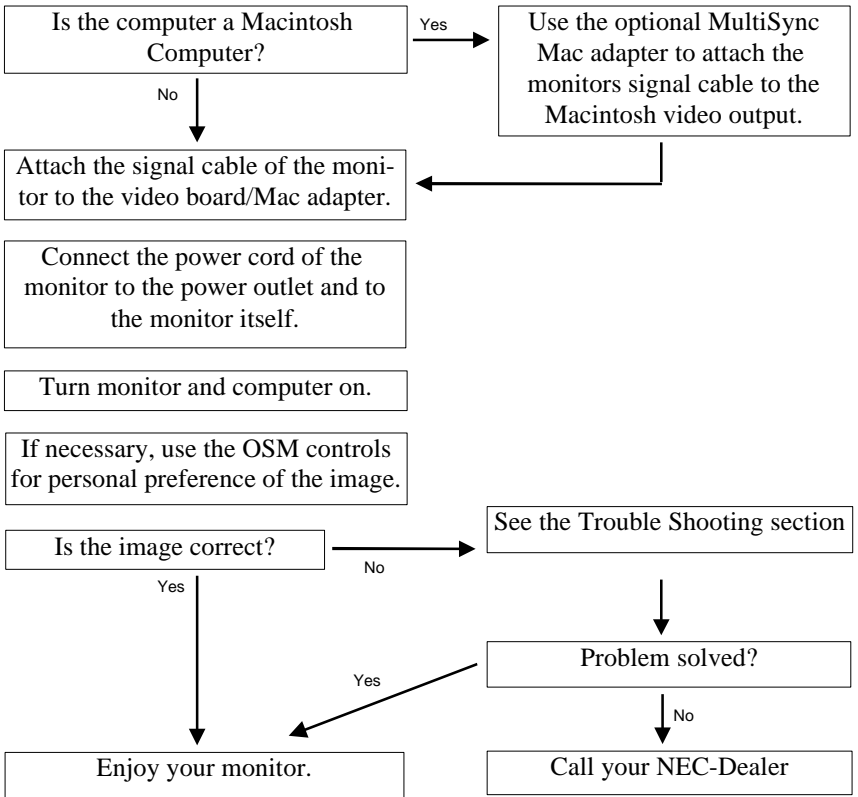 Is the computer a Macintosh
Computer?
Yes
Use the optional MultiSync
Mac adapter to attach the
monitors signal cable to the
Macintosh video output.
No
Attach the signal cable of the moni-
tor to the video board/Mac adapter.
Connect the power cord of the
monitor to the power outlet and to
the monitor itself.
Turn monitor and computer on.
If necessary, use the OSM controls
for personal preference of the image.
Is the image correct?
No
See the Trouble Shooting section
Yes
Problem solved?
Yes
No
Enjoy your monitor.
Call your NEC-Dealer